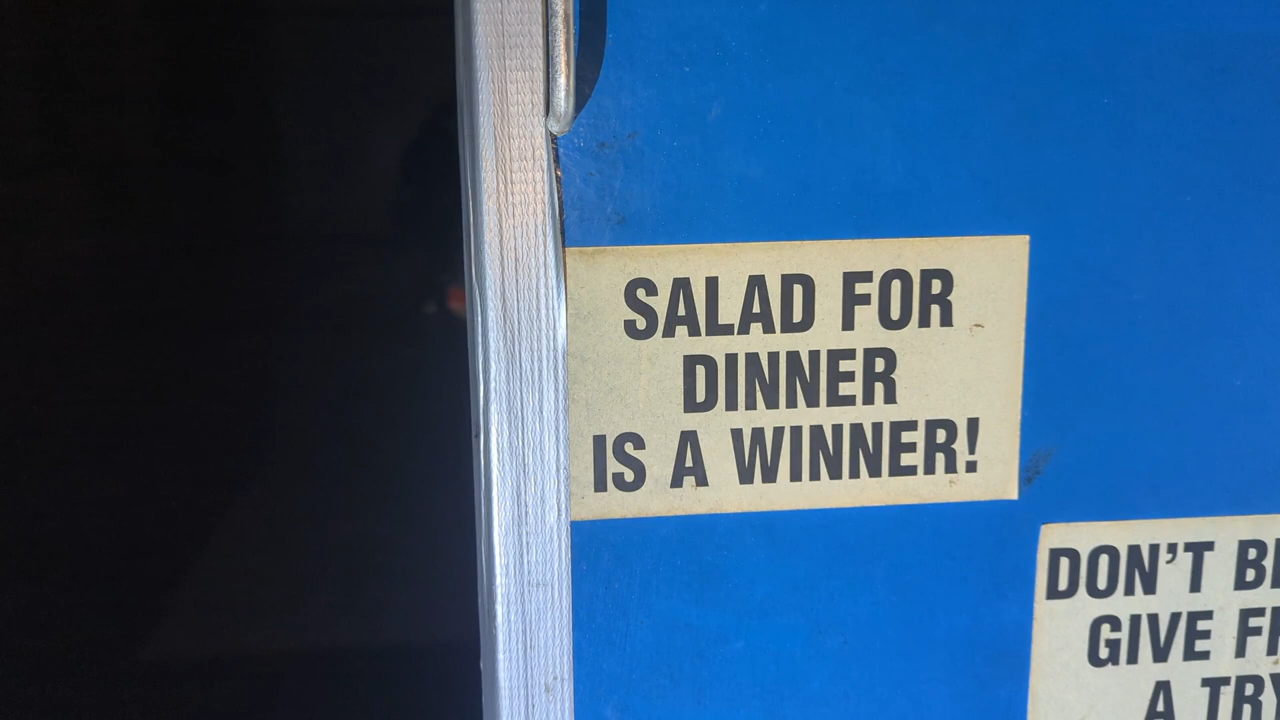 SALAD FOR
DINNER
IS A WINNER!
DON'T
GIVE
A TRY